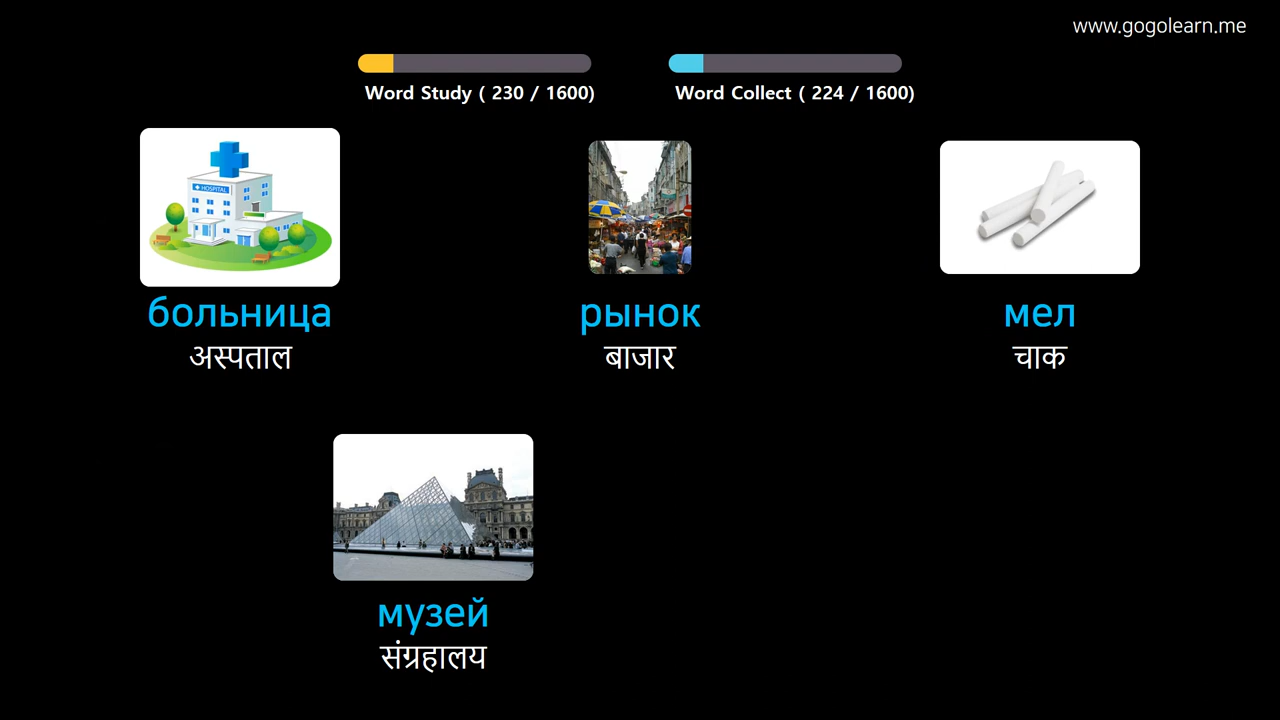 www.gogolearn.me
Word Study ( 230 / 1600)
Word Collect ( 224 / 1600)
HOSPITAL
больница
рынок
мел
अस्पताल
बाजार
चाक
музей
संग्रहालय